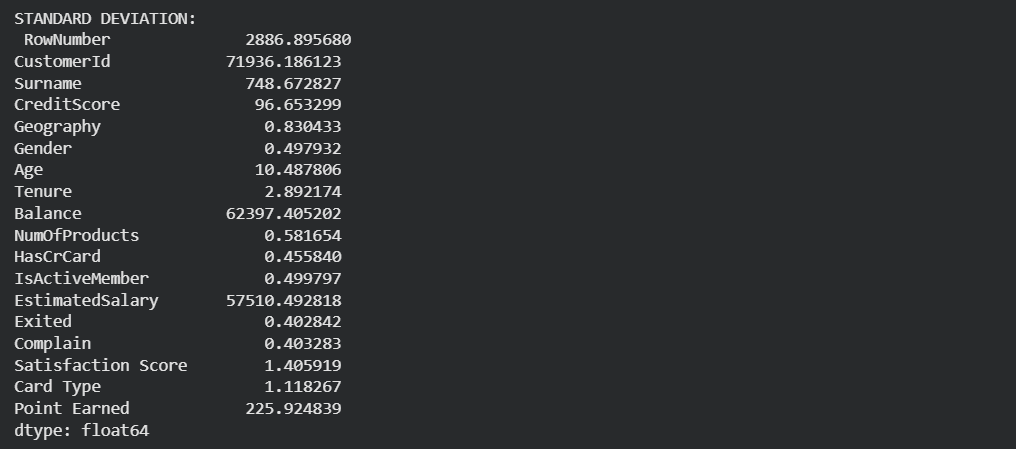 STANDARD DEVIATION:
RowNumber 2886.895680
CustomerId 71936.186123
Surname 748.672827
CreditScore 96.653299
Geography 0.830433
Gender 0.497932
Age 10.487806
Tenure 2.892174
Balance 62397.405202
NumOfProducts 0.581654
HasCrCard 0.455840
IsActiveMember 0.499797
EstimatedSalary 57510.492818
Exited 0.402842
Complain 0.403283
Satisfaction Score 1.405919
Card Type 1.118267
Point Earned 225.924839
dtype: float64